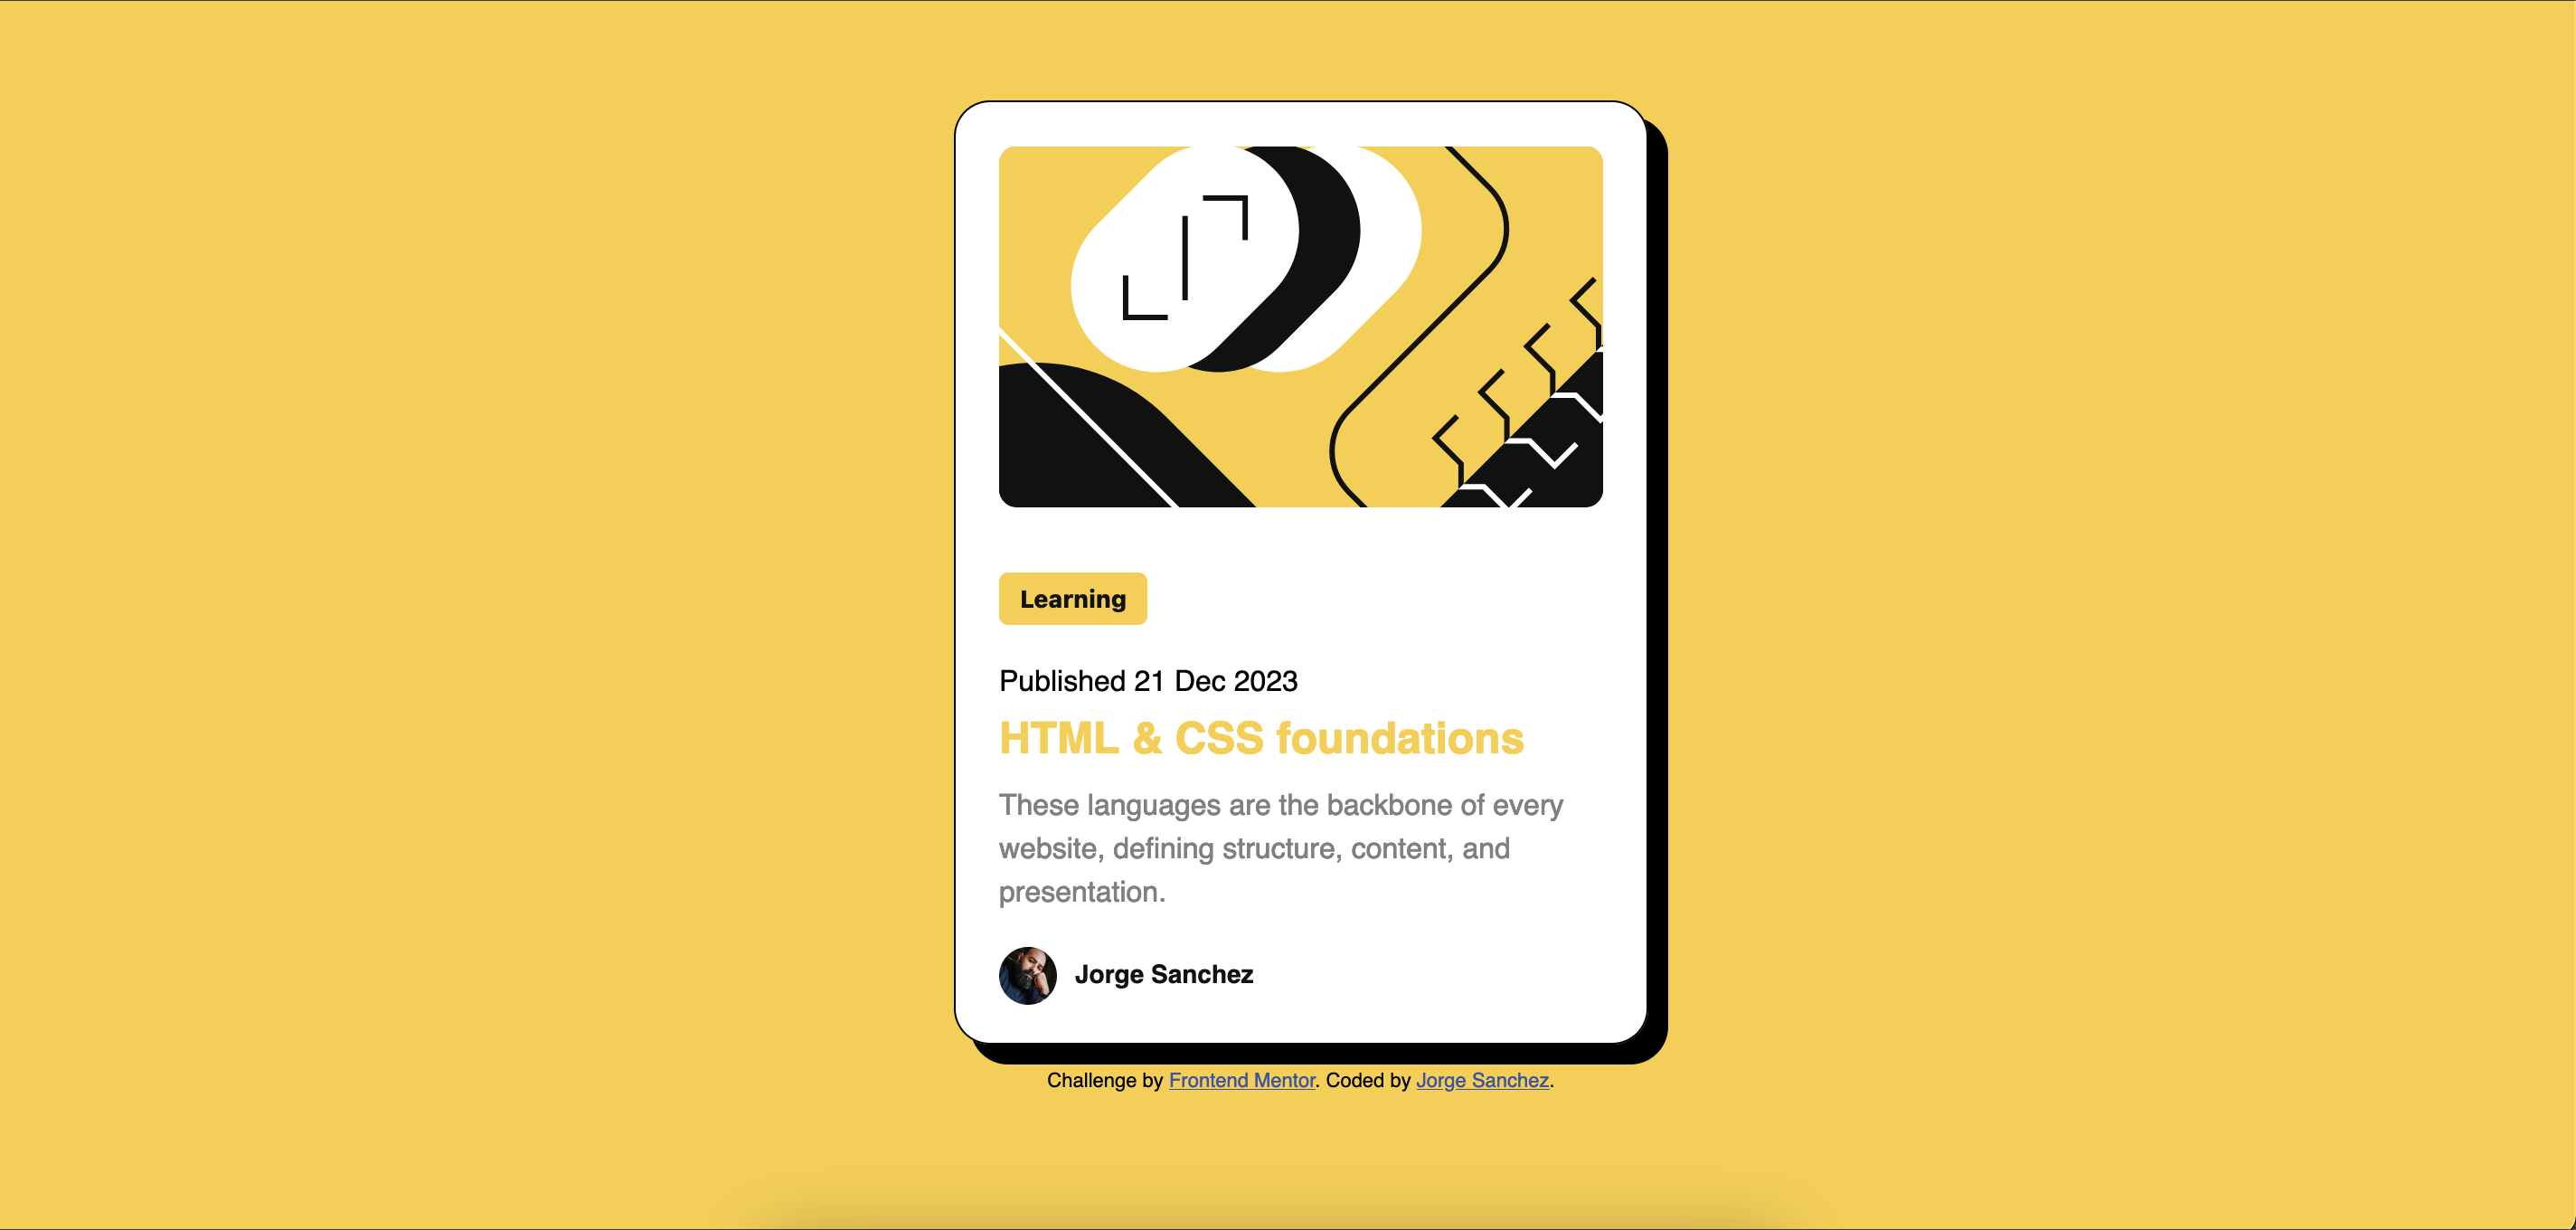 Learning
Published 21 Dec 2023
HTML & CSS foundations
These languages are the backbone of every
website, defining structure, content, and
presentation.
Jorge Sanchez
Challenge by Frontend Mentor. Coded by Jorge Sanchez.